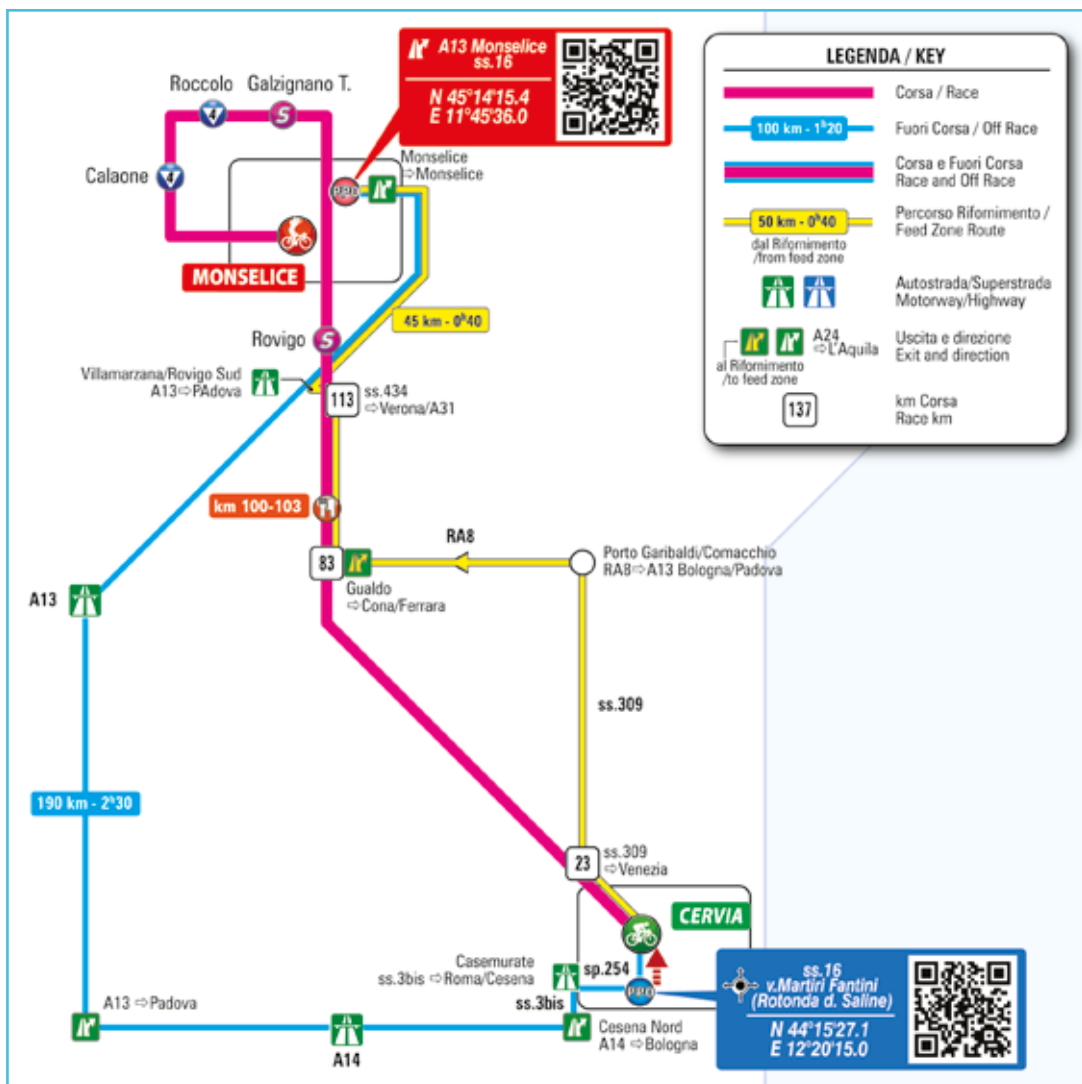 A13 Monselice
ss.16
N 45°14'15.4
E 11°45'36.0
LEGENDA / KEY
Corsa / Race
100 km - 1ʰ20
Fuori Corsa / Off Race
Corsa e Fuori Corsa
Race and Off Race
50 km - 0ʰ40
Percorso Rifornimento /
Feed Zone Route
dal Rifornimento
/from feed zone
Autostrada/Superstrada
Motorway/Highway
A24
⇨L'Aquila
Uscita e direzione
Exit and direction
al Rifornimento
/to feed zone
137
km Corsa
Race km
Roccolo
Galzignano T.
4
S
Calaone
4
Monselice
⇨Monselice
PPO
MONSELICE
45 km - 0ʰ40
Rovigo
S
Villamarzana/Rovigo Sud
A13⇨PAdova
113
ss.434
⇨Verona/A31
km 100-103
RA8
83
Gualdo
⇨Cona/Ferrara
Porto Garibaldi/Comacchio
RA8⇨A13 Bologna/Padova
A13
ss.309
190 km - 2ʰ30
23
ss.309
⇨Venezia
CERVIA
Casemurate
ss.3bis ⇨Roma/Cesena
sp.254
PPO
ss.3bis
A13 ⇨Padova
A14
Cesena Nord
A14 ⇨Bologna
ss.16
v.Martiri Fantini
(Rotonda d. Saline)
N 44°15'27.1
E 12°20'15.0